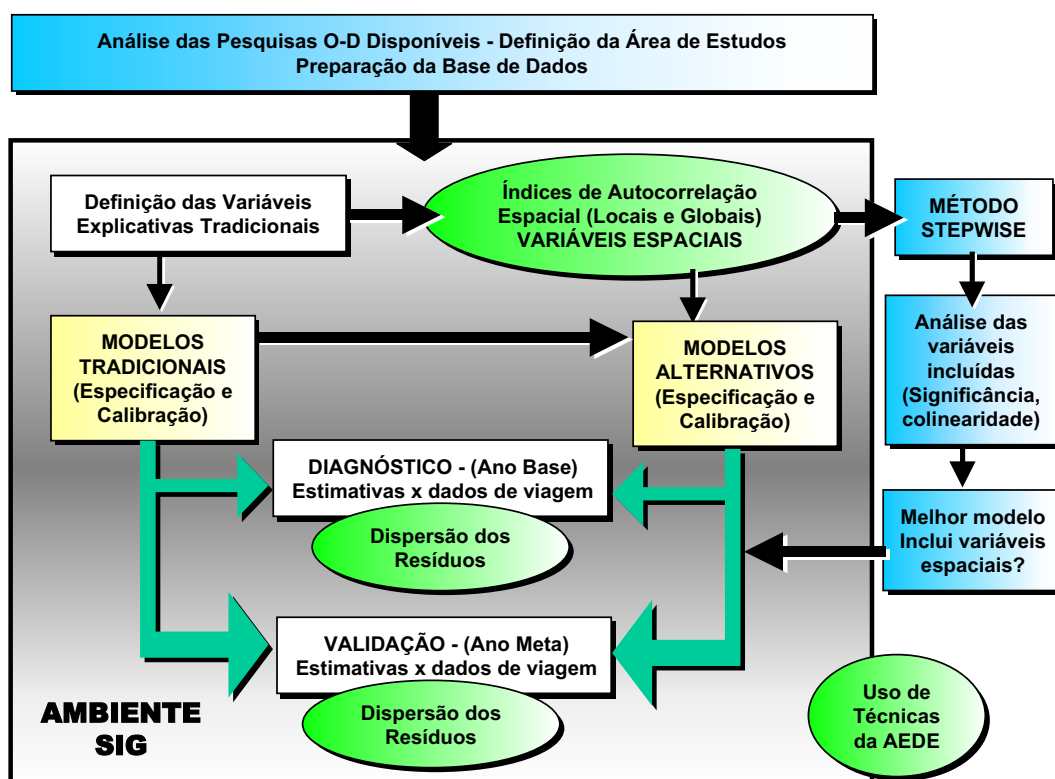 Análise das Pesquisas O-D Disponíveis - Definição da Área de Estudos
Preparação da Base de Dados
Definição das Variáveis
Explicativas Tradicionais
Índices de Autocorrelação
Espacial (Locais e Globais)
VARIÁVEIS ESPACIAIS
MÉTODO
STEPWISE
MODELOS
TRADICIONAIS
(Especificação e
Calibração)
MODELOS
ALTERNATIVOS
(Especificação e
Calibração)
Análise das
variáveis
incluídas
(Significância,
colinearidade)
DIAGNÓSTICO - (Ano Base)
Estimativas x dados de viagem
Dispersão dos
Resíduos
Melhor modelo
Inclui variáveis
espaciais?
VALIDAÇÃO - (Ano Meta)
Estimativas x dados de viagem
Dispersão dos
Resíduos
AMBIENTE
SIG
Uso de
Técnicas
da AEDE